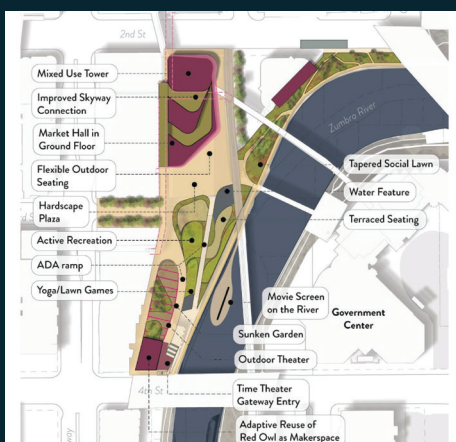 2nd St
Mixed Use Tower
Improved Skyway
Connection
Market Hall in
Ground Floor
Flexible Outdoor
Seating
Hardscape
Plaza
Active Recreation
ADA ramp
Yoga/Lawn Games
Zumbro River
Tapered Social Lawn
Water Feature
Terraced Seating
Movie Screen
on the River
Government
Center
Sunken Garden
Outdoor Theater
4th St
Time Theater
Gateway Entry
Adaptive Reuse of
Red Owl as Makerspace